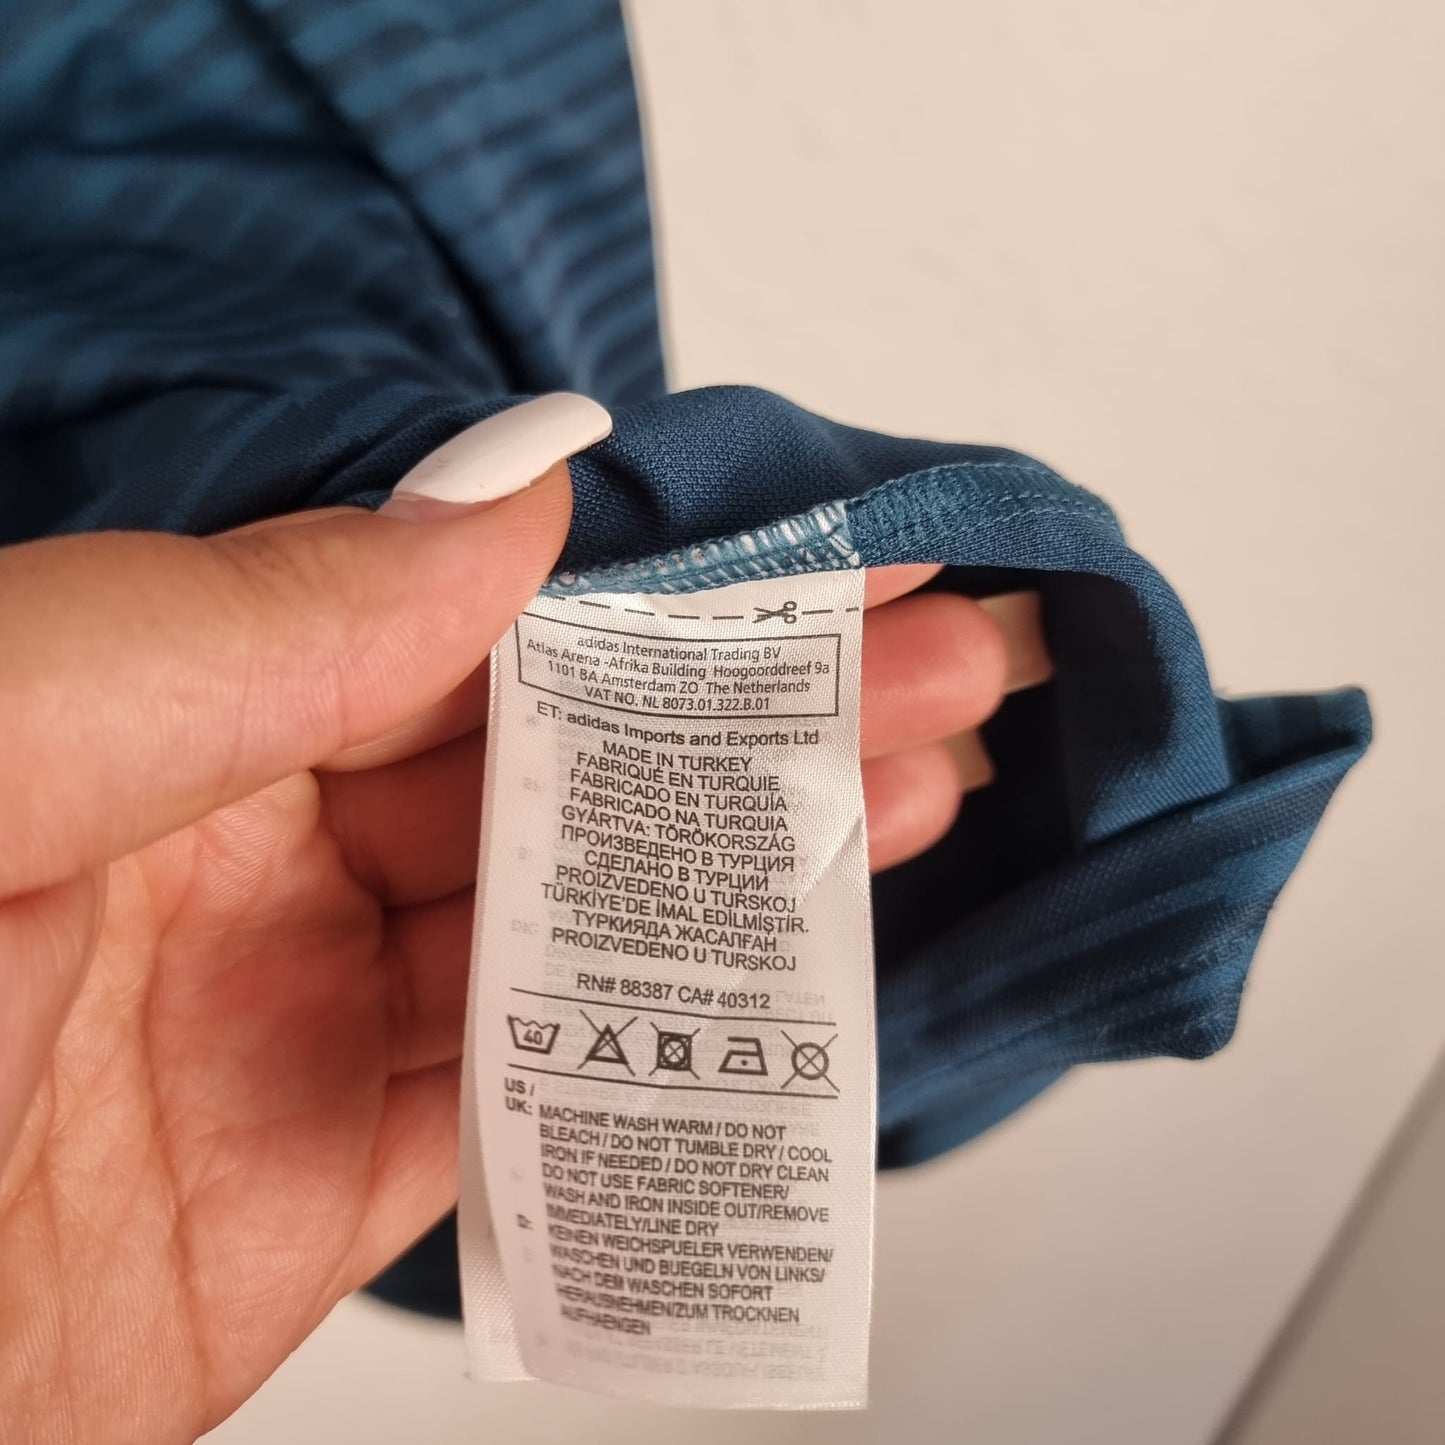 adidas International Trading BV
Atlas Arena -Afrika Building Hoogoorddreef 9a
1101 BA Amsterdam ZO The Netherlands
VAT NO. NL 8073.01.322.B.01
ET: adidas Imports and Exports Ltd
MADE IN TURKEY
FABRIQUÉ EN TURQUIE
FABRICADO EN TURQUÍA
FABRICADO NA TURQUIA
GYÁRTVA: TÖRÖKORSZÁG
ПРОИЗВЕДЕНО В ТУРЦИЯ
СДЕЛАНО В ТУРЦИИ
PROIZVEDENO U TURSKOJ
TÜRKİYE'DE İMAL EDİLMİŞTİR.
ТҮРКИЯДА ЖАСАЛҒАН
PROIZVEDENO U TURSKOJ
RN# 88387 CA# 40312
40
US /
UK: MACHINE WASH WARM / DO NOT
BLEACH / DO NOT TUMBLE DRY / COOL
IRON IF NEEDED / DO NOT DRY CLEAN
DO NOT USE FABRIC SOFTENER/
WASH AND IRON INSIDE OUT/REMOVE
IMMEDIATELY/LINE DRY
D: KEINEN WEICHSPUELER VERWENDEN/
WASCHEN UND BUEGELN VON LINKS/
NACH DEM WASCHEN SOFORT
HERAUSNEHMEN/ZUM TROCKNEN
AUFHAENGEN